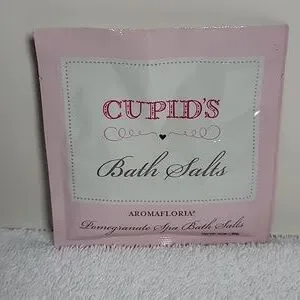 CUPID'S
Bath Salts
AROMAFLORIA®
Pomegranate Spa Bath Salts